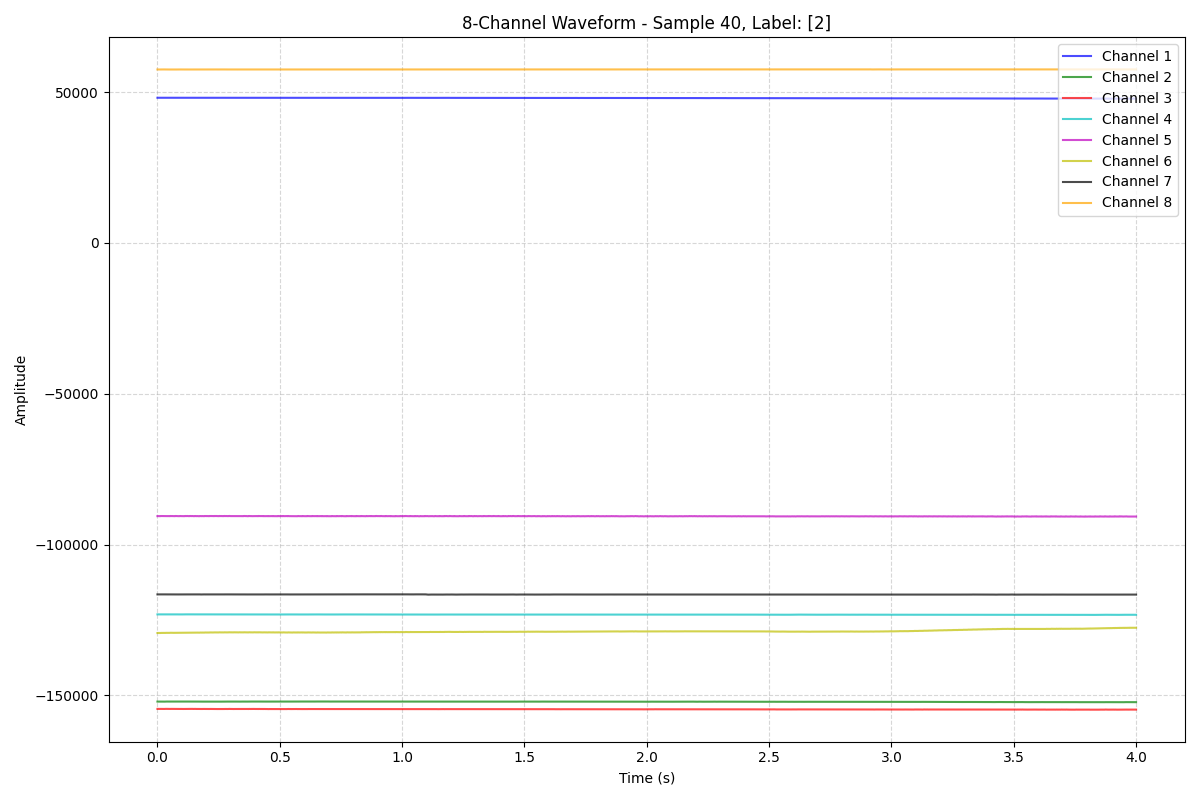 8-Channel Waveform - Sample 40, Label: [2]
Channel 1
Channel 2
Channel 3
Channel 4
Channel 5
Channel 6
Channel 7
Channel 8
50000
0
−50000
−100000
−150000
Amplitude
0.0 0.5 1.0 1.5 2.0 2.5 3.0 3.5 4.0
Time (s)